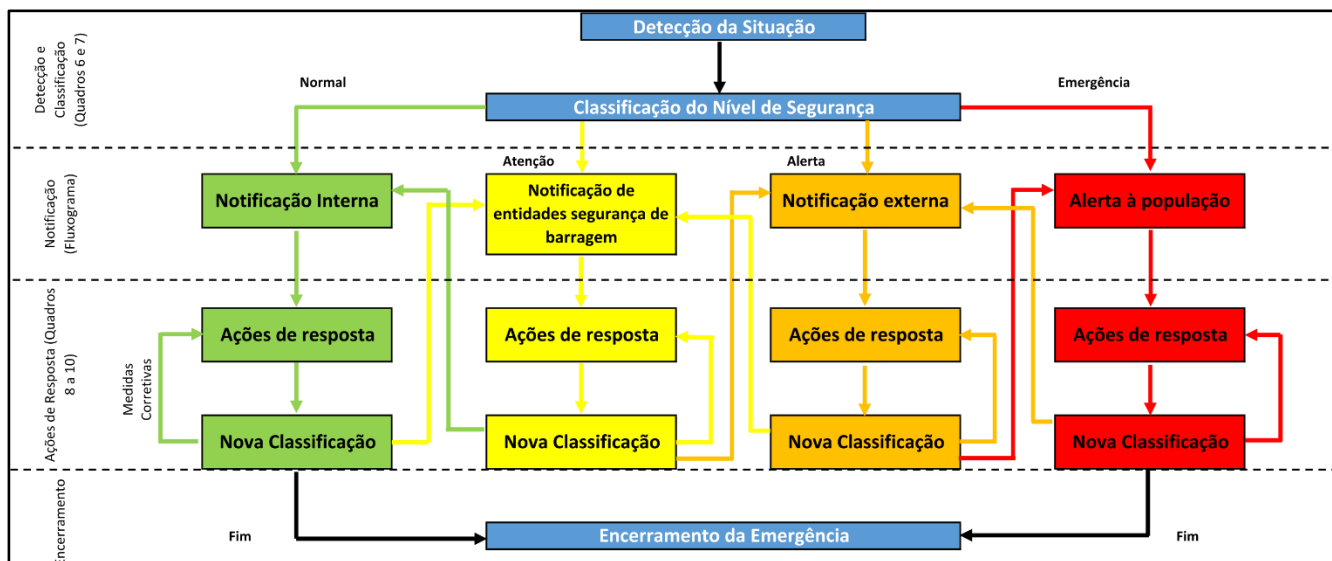 Detecção da Situação
Detecção e
Classificação
(Quadros 6 e 7)
Normal
Emergência
Classificação do Nível de Segurança
Atenção
Alerta
Notificação
(Fluxograma)
Notificação Interna
Notificação de
entidades segurança de
barragem
Notificação externa
Alerta à população
Ações de Resposta (Quadros
8 a 10)
Medidas
Corretivas
Ações de resposta
Ações de resposta
Ações de resposta
Ações de resposta
Nova Classificação
Nova Classificação
Nova Classificação
Nova Classificação
Encerramento
Fim
Encerramento da Emergência
Fim